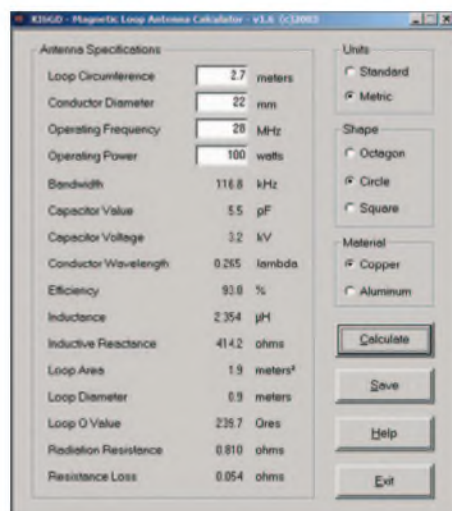 KI6GD - Magnetic Loop Antenna Calculator - v1.6 (c)2003
Antenna Specifications
Loop Circumference 2.7 meters
Conductor Diameter 22 mm
Operating Frequency 28 MHz
Operating Power 100 watts
Bandwidth 116.8 kHz
Capacitor Value 5.5 pF
Capacitor Voltage 3.2 kV
Conductor Wavelength 0.265 lambda
Efficiency 93.8 %
Inductance 2.354 µH
Inductive Reactance 414.2 ohms
Loop Area 1.9 meters²
Loop Diameter 0.9 meters
Loop Q Value 239.7 Qres
Radiation Resistance 0.810 ohms
Resistance Loss 0.054 ohms
Units
Standard
Metric
Shape
Octagon
Circle
Square
Material
Copper
Aluminum
Calculate
Save
Help
Exit